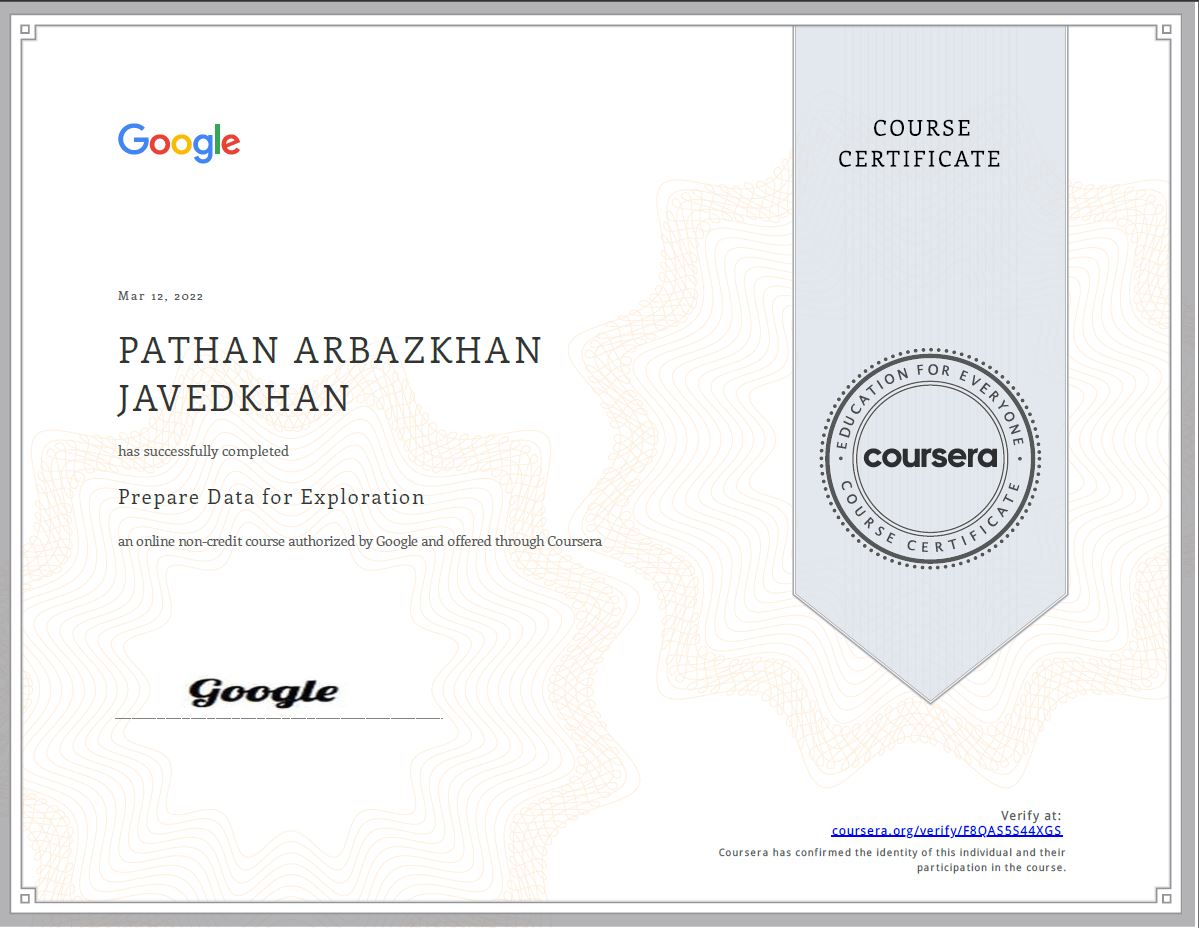 Google
COURSE
CERTIFICATE
Mar 12, 2022
PATHAN ARBAZKHAN
JAVEDKHAN
has successfully completed
Prepare Data for Exploration
an online non-credit course authorized by Google and offered through Coursera
EDUCATION FOR EVERYONE
coursera
COURSE CERTIFICATE
Google
Verify at:
coursera.org/verify/F8QAS5S44XGS
Coursera has confirmed the identity of this individual and their
participation in the course.